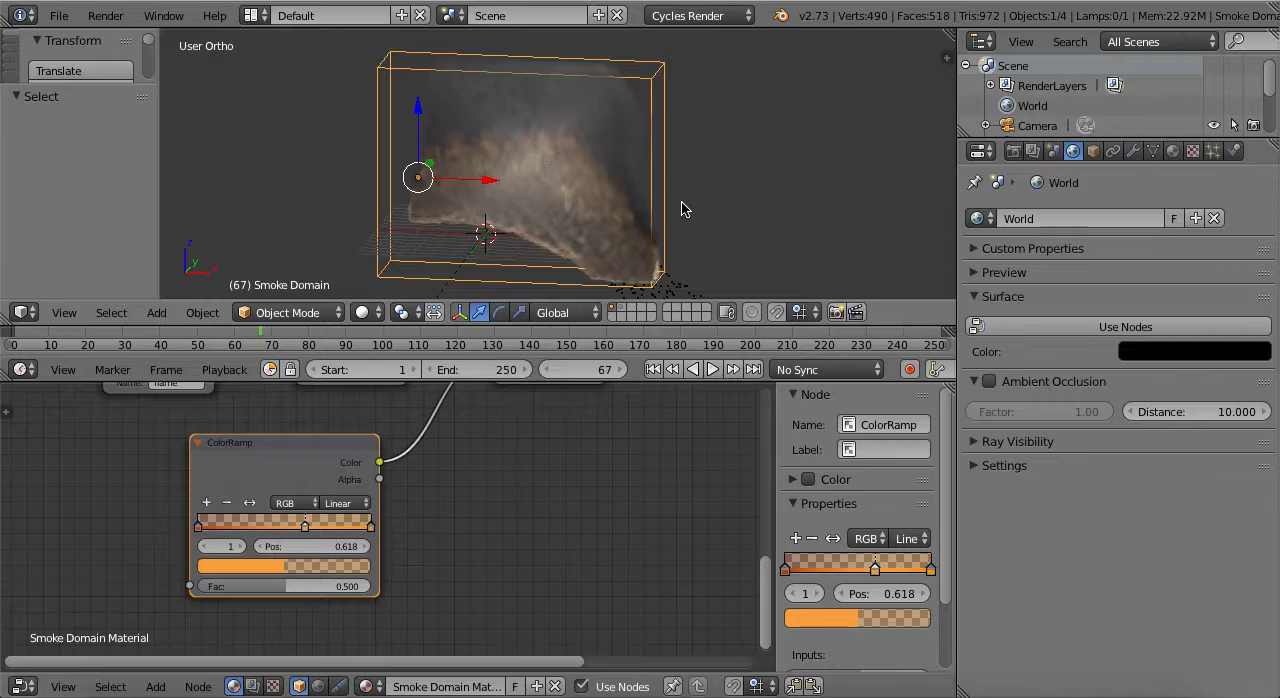 File Render Window Help Default Scene Cycles Render v2.73 | Verts:490 | Faces:518 | Tris:972 | Objects:1/4 | Lamps:0/1 | Mem:22.92M | Smoke Doma
Transform
Translate
Select
User Ortho
z
y
x
(67) Smoke Domain
View Select Add Object Object Mode Global
0 10 20 30 40 50 60 70 80 90 100 110 120 130 140 150 160 170 180 190 200 210 220 230 240 250
View Marker Frame Playback Start: 1 End: 250 67 No Sync
Name: name
ColorRamp
Color
Alpha
RGB Linear
1 Pos: 0.618
Fac: 0.500
Smoke Domain Material
View Select Add Node Smoke Domain Mat... F Use Nodes
Node
Name: ColorRamp
Label:
Color
Properties
RGB Line
1 Pos: 0.618
Inputs:
View Search All Scenes
Scene
RenderLayers
World
Camera
World
World F
Custom Properties
Preview
Surface
Use Nodes
Color:
Ambient Occlusion
Factor: 1.00 Distance: 10.000
Ray Visibility
Settings